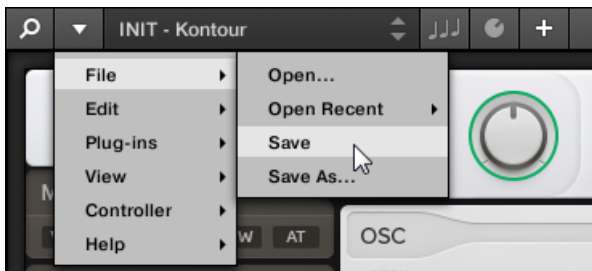 INIT - Kontour
File
Edit
Plug-ins
View
Controller
Help
Open...
Open Recent
Save
Save As...
M
V
W
AT
OSC